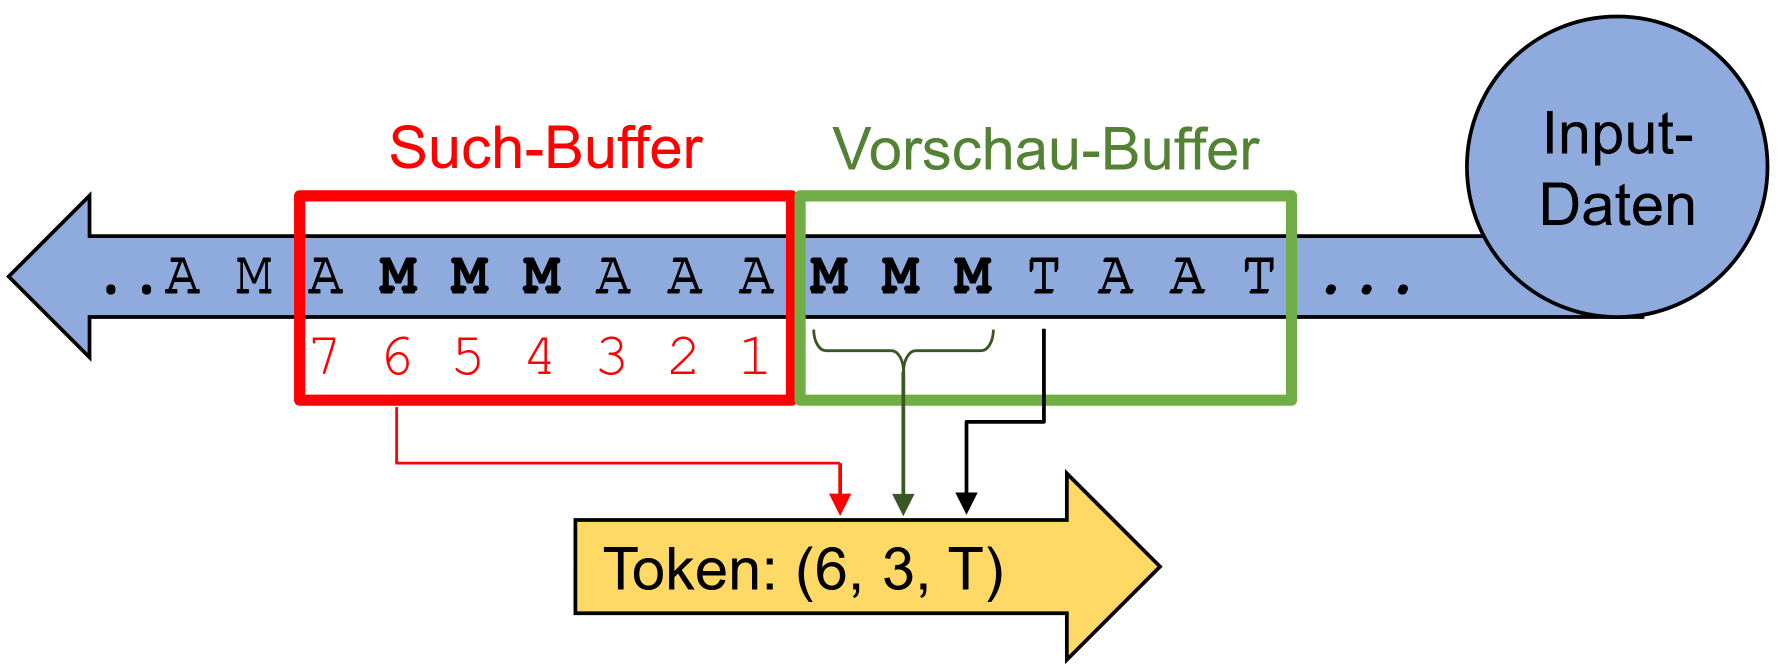 Such-Buffer
Vorschau-Buffer
Input-
Daten
..A M A M M M A A A M M M T A A T ...
7 6 5 4 3 2 1
Token: (6, 3, T)